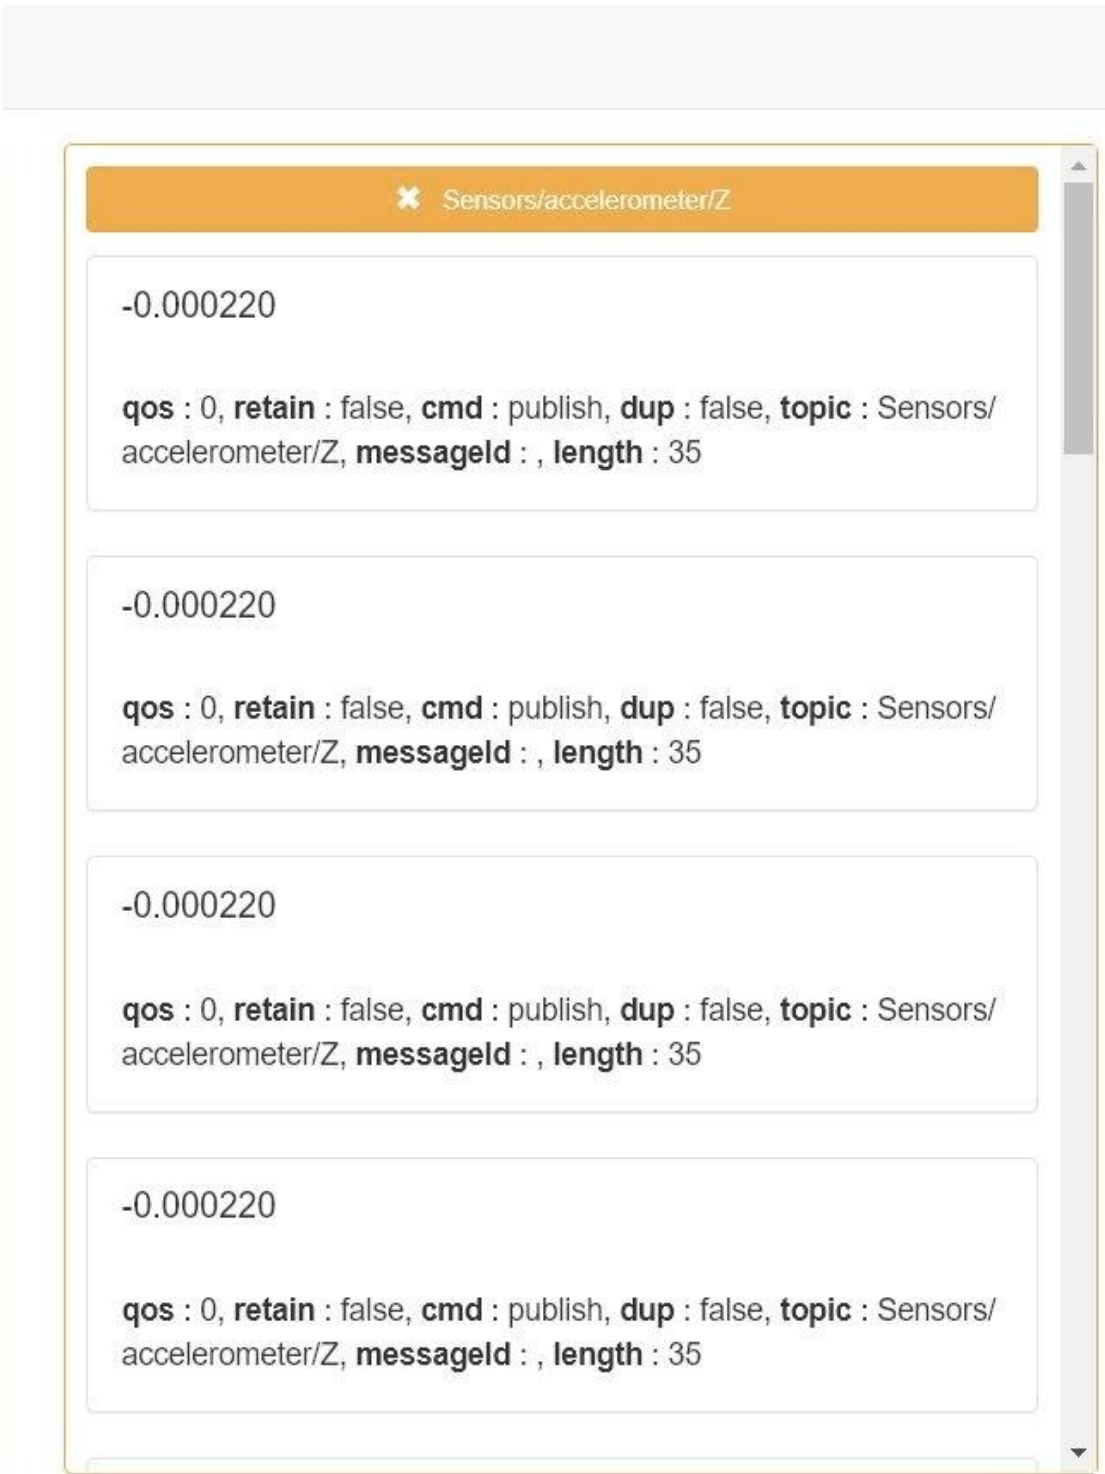 ✖ Sensors/accelerometer/Z
-0.000220
qos : 0, retain : false, cmd : publish, dup : false, topic : Sensors/
accelerometer/Z, messageId : , length : 35
-0.000220
qos : 0, retain : false, cmd : publish, dup : false, topic : Sensors/
accelerometer/Z, messageId : , length : 35
-0.000220
qos : 0, retain : false, cmd : publish, dup : false, topic : Sensors/
accelerometer/Z, messageId : , length : 35
-0.000220
qos : 0, retain : false, cmd : publish, dup : false, topic : Sensors/
accelerometer/Z, messageId : , length : 35